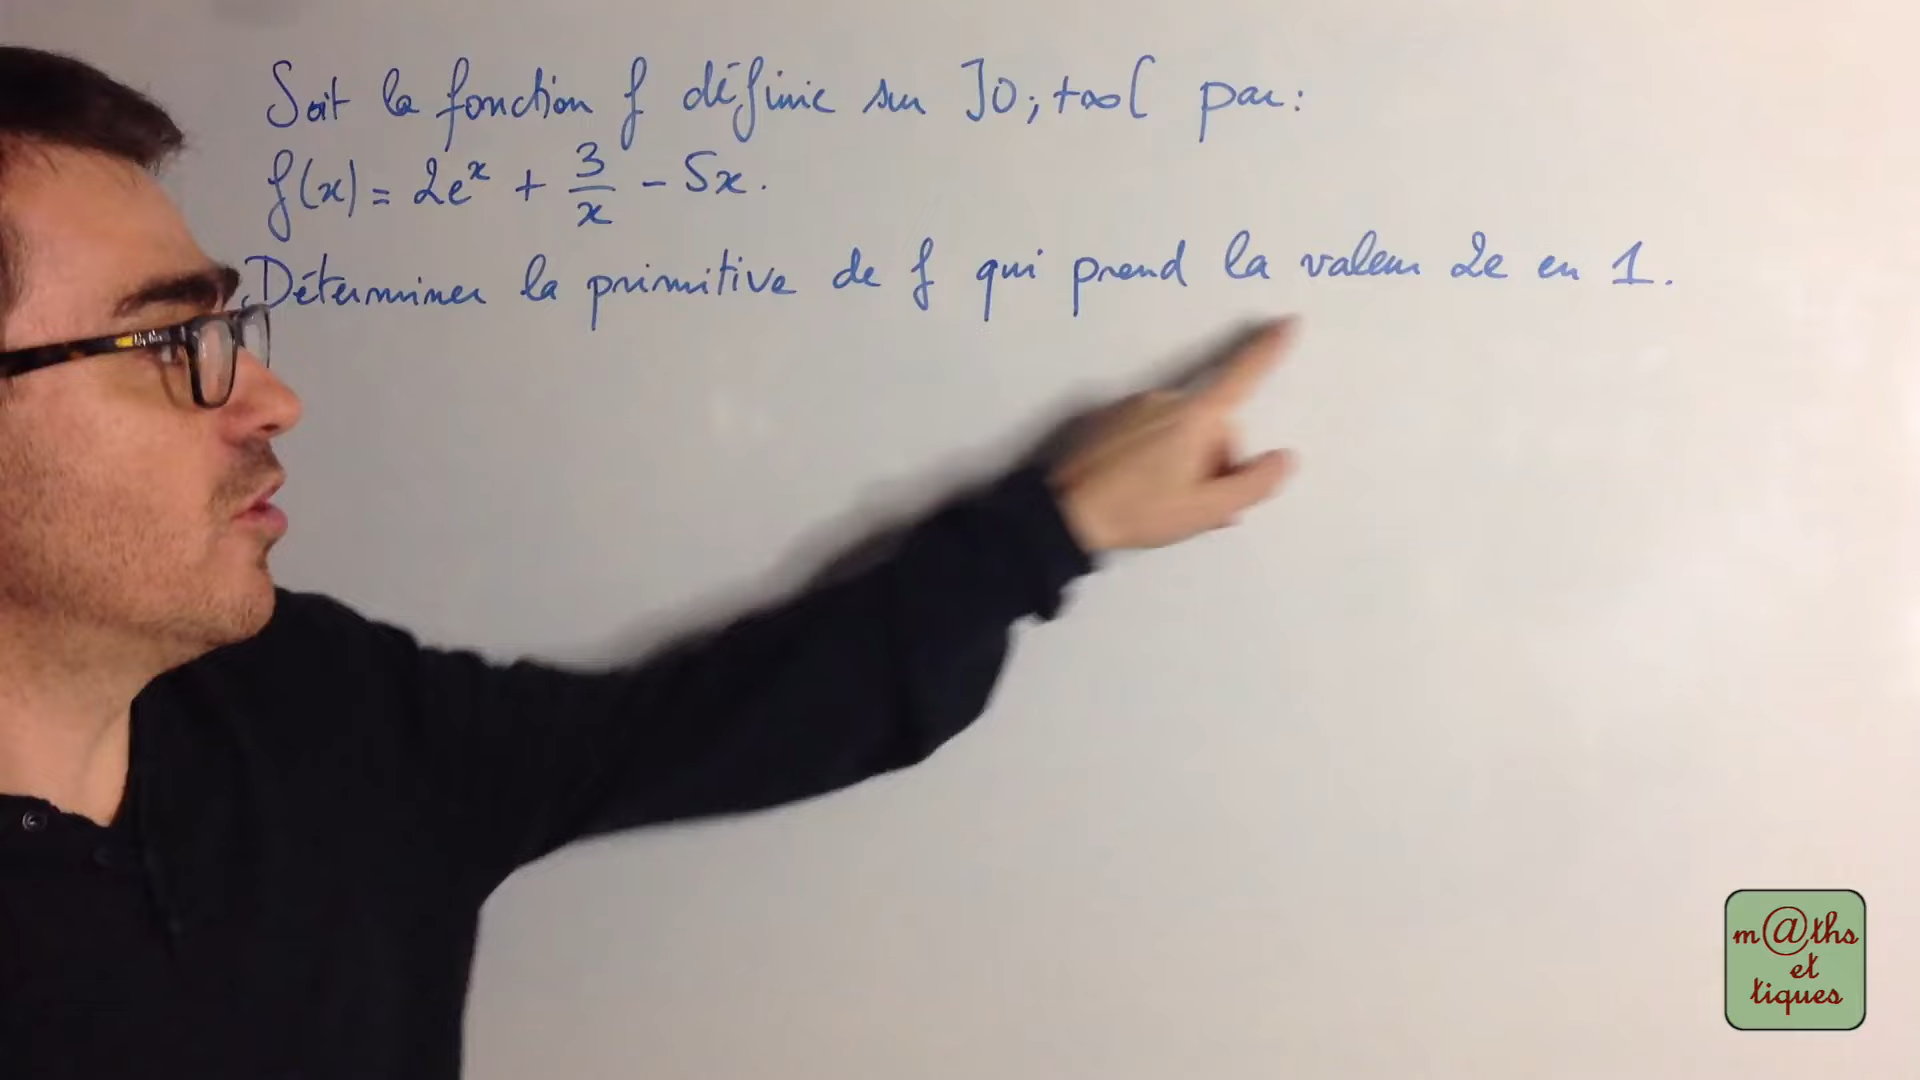 Soit la fonction f définie sur ]0; +∞[ par:
f(x) = 2eˣ + 3/x - 5x.
Déterminer la primitive de f qui prend la valeur 2e en 1.
m@ths
et
tiques